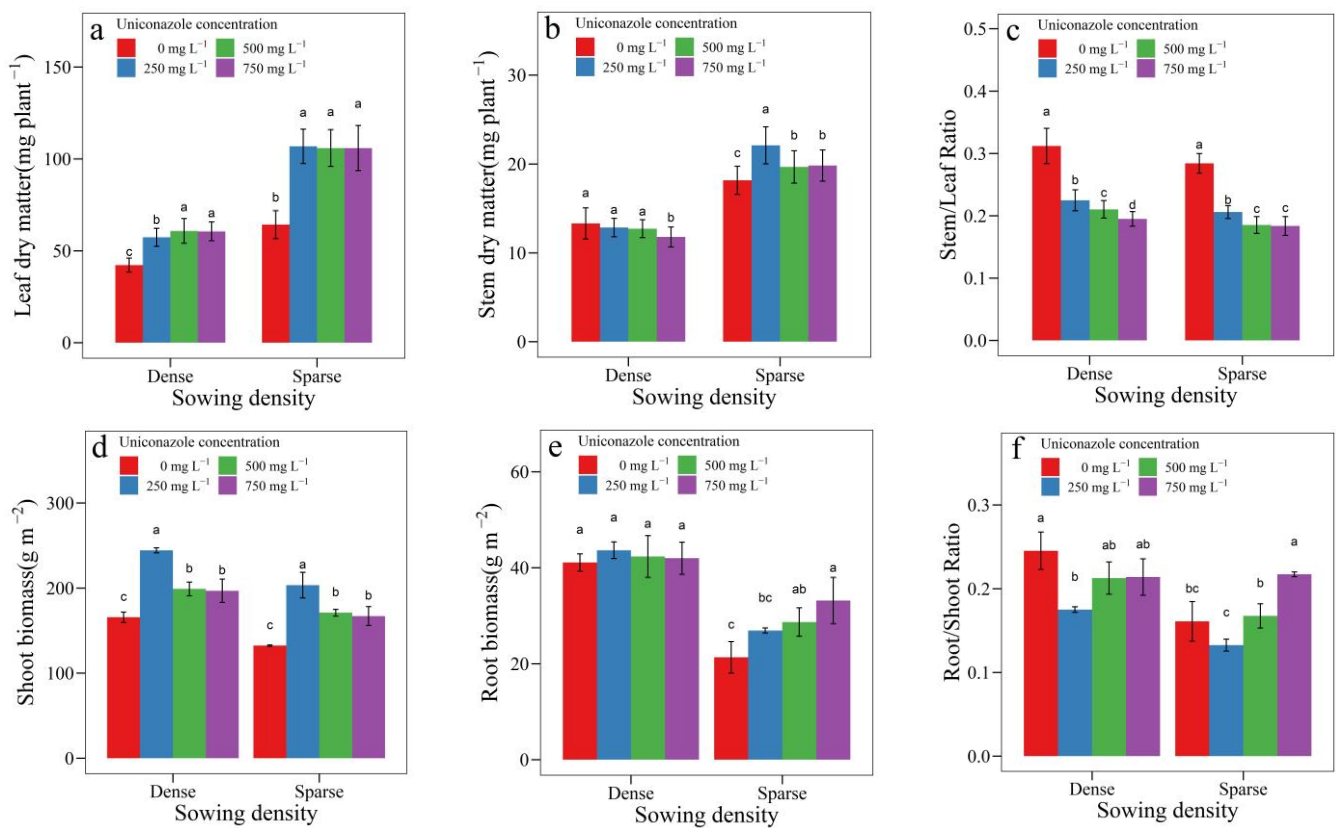 a
Uniconazole concentration
0 mg L⁻¹ 500 mg L⁻¹
250 mg L⁻¹ 750 mg L⁻¹
Leaf dry matter(mg plant⁻¹)
150
100
50
0
c b a a
b a a a
Dense Sparse
Sowing density
b
Uniconazole concentration
0 mg L⁻¹ 500 mg L⁻¹
250 mg L⁻¹ 750 mg L⁻¹
Stem dry matter(mg plant⁻¹)
30
20
10
0
a a a b
c a b b
Dense Sparse
Sowing density
c
Uniconazole concentration
0 mg L⁻¹ 500 mg L⁻¹
250 mg L⁻¹ 750 mg L⁻¹
Stem/Leaf Ratio
0.5
0.4
0.3
0.2
0.1
0.0
a b c d
a b c c
Dense Sparse
Sowing density
d
Uniconazole concentration
0 mg L⁻¹ 500 mg L⁻¹
250 mg L⁻¹ 750 mg L⁻¹
Shoot biomass(g m⁻²)
300
200
100
0
c a b b
c a b b
Dense Sparse
Sowing density
e
Uniconazole concentration
0 mg L⁻¹ 500 mg L⁻¹
250 mg L⁻¹ 750 mg L⁻¹
Root biomass(g m⁻²)
60
40
20
0
a a a a
c bc ab a
Dense Sparse
Sowing density
f
Uniconazole concentration
0 mg L⁻¹ 500 mg L⁻¹
250 mg L⁻¹ 750 mg L⁻¹
Root/Shoot Ratio
0.3
0.2
0.1
0.0
a b ab ab
bc c b a
Dense Sparse
Sowing density